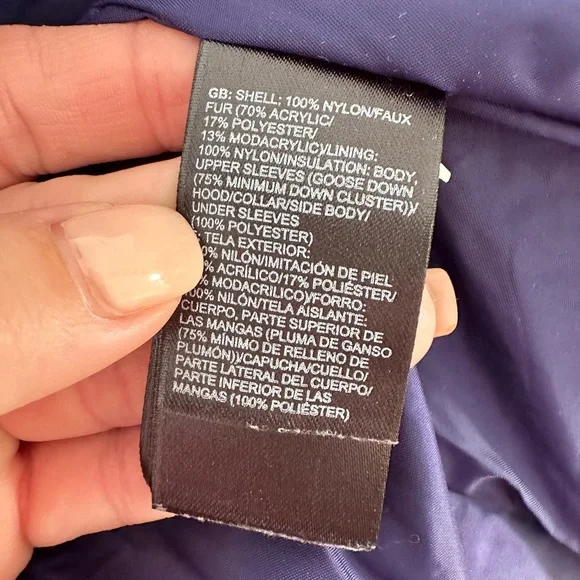 GB: SHELL: 100% NYLON/FAUX
FUR (70% ACRYLIC/
17% POLYESTER/
13% MODACRYLIC)/LINING:
100% NYLON/INSULATION: BODY,
UPPER SLEEVES (GOOSE DOWN
(75% MINIMUM DOWN CLUSTER))/
HOOD/COLLAR/SIDE BODY/
UNDER SLEEVES
(100% POLYESTER)
: TELA EXTERIOR:
NILÓN/IMITACIÓN DE PIEL
ACRÍLICO/17% POLIÉSTER/
MODACRILICO)/FORRO:
NILÓN/TELA AISLANTE:
CUERPO, PARTE SUPERIOR DE
LAS MANGAS (PLUMA DE GANSO
(75% MÍNIMO DE RELLENO DE
PLUMÓN))/CAPUCHA/CUELLO/
PARTE LATERAL DEL CUERPO/
PARTE INFERIOR DE LAS
MANGAS (100% POLIÉSTER)